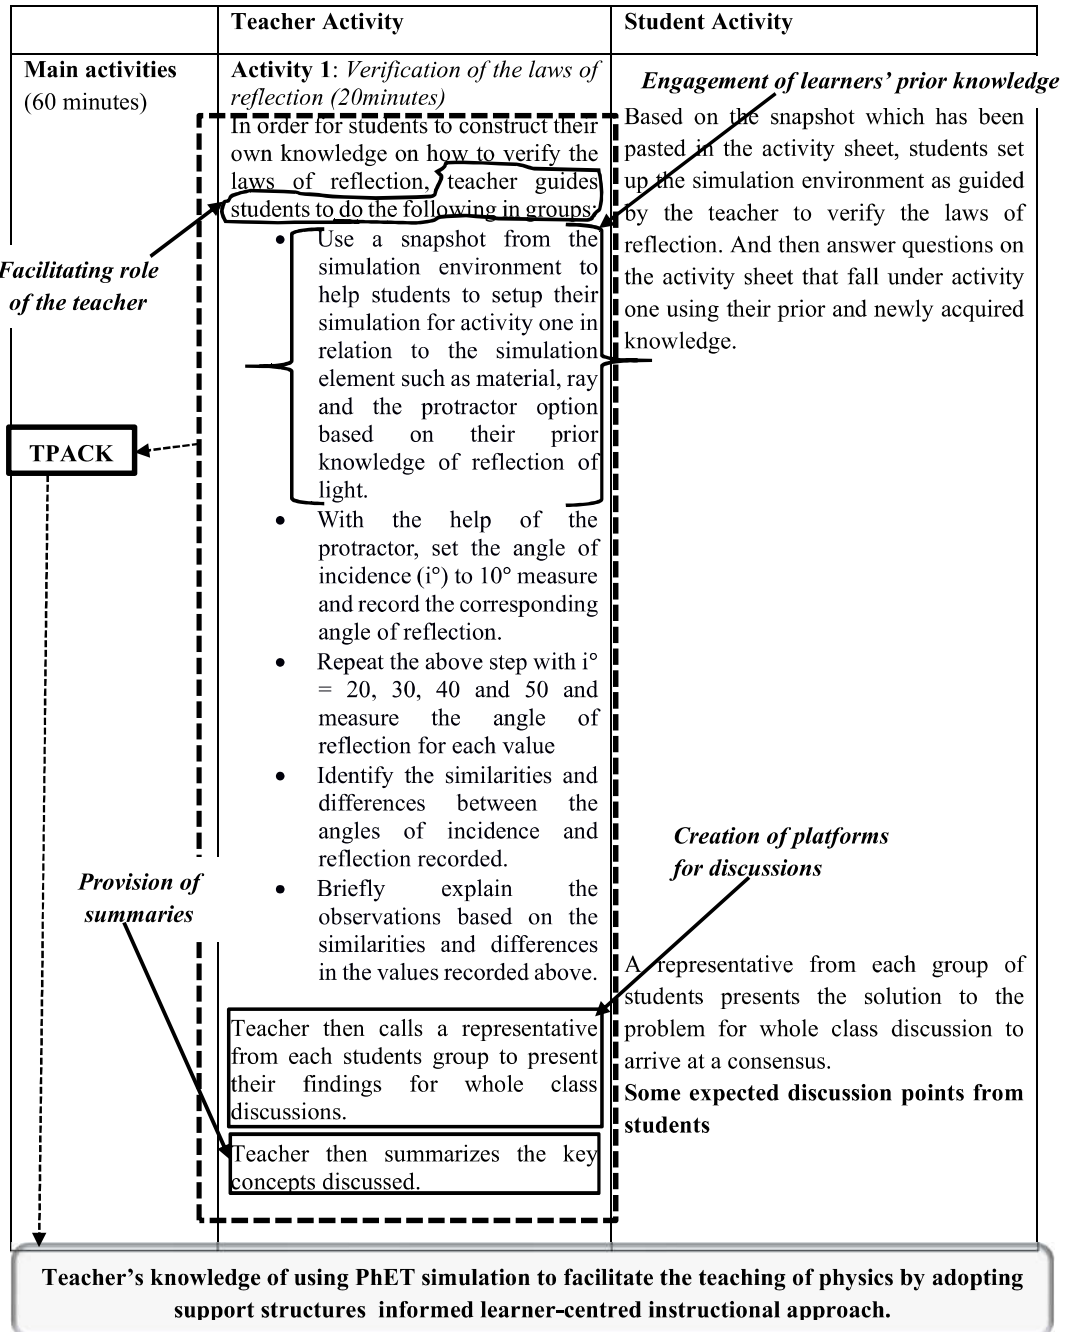 Teacher Activity
Student Activity
Main activities
(60 minutes)
Activity 1: Verification of the laws of
reflection (20minutes)
In order for students to construct their
own knowledge on how to verify the
laws of reflection, teacher guides
students to do the following in groups:
• Use a snapshot from the
simulation environment to
help students to setup their
simulation for activity one in
relation to the simulation
element such as material, ray
and the protractor option
based on their prior
knowledge of reflection of
light.
• With the help of the
protractor, set the angle of
incidence (i°) to 10° measure
and record the corresponding
angle of reflection.
• Repeat the above step with i°
= 20, 30, 40 and 50 and
measure the angle of
reflection for each value
• Identify the similarities and
differences between the
angles of incidence and
reflection recorded.
• Briefly explain the
observations based on the
similarities and differences
in the values recorded above.
Teacher then calls a representative
from each students group to present
their findings for whole class
discussions.
Teacher then summarizes the key
concepts discussed.
Engagement of learners’ prior knowledge
Based on the snapshot which has been
pasted in the activity sheet, students set
up the simulation environment as guided
by the teacher to verify the laws of
reflection. And then answer questions on
the activity sheet that fall under activity
one using their prior and newly acquired
knowledge.
Creation of platforms
for discussions
A representative from each group of
students presents the solution to the
problem for whole class discussion to
arrive at a consensus.
Some expected discussion points from
students
Facilitating role
of the teacher
TPACK
Provision of
summaries
Teacher’s knowledge of using PhET simulation to facilitate the teaching of physics by adopting
support structures informed learner-centred instructional approach.